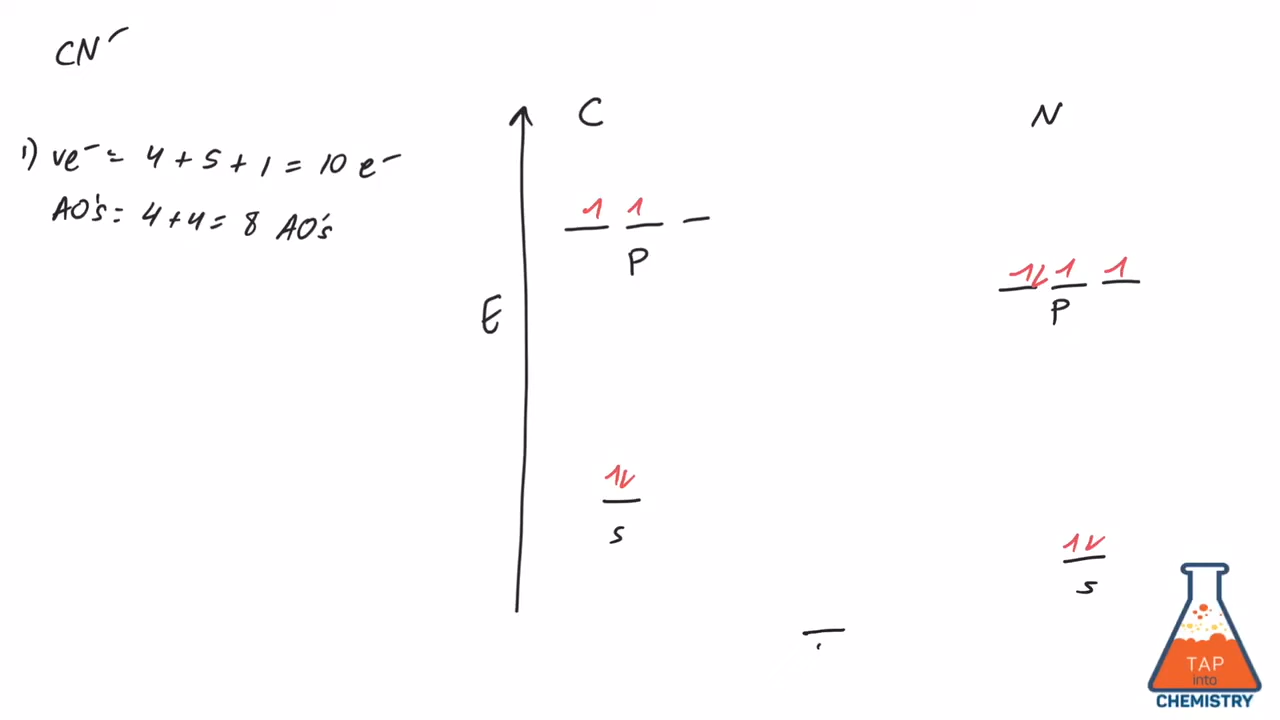 CN⁻
C
N
1) ve⁻ = 4 + 5 + 1 = 10 e⁻
AO's = 4 + 4 = 8 AO's
P
P
E
s
s
TAP
into
CHEMISTRY